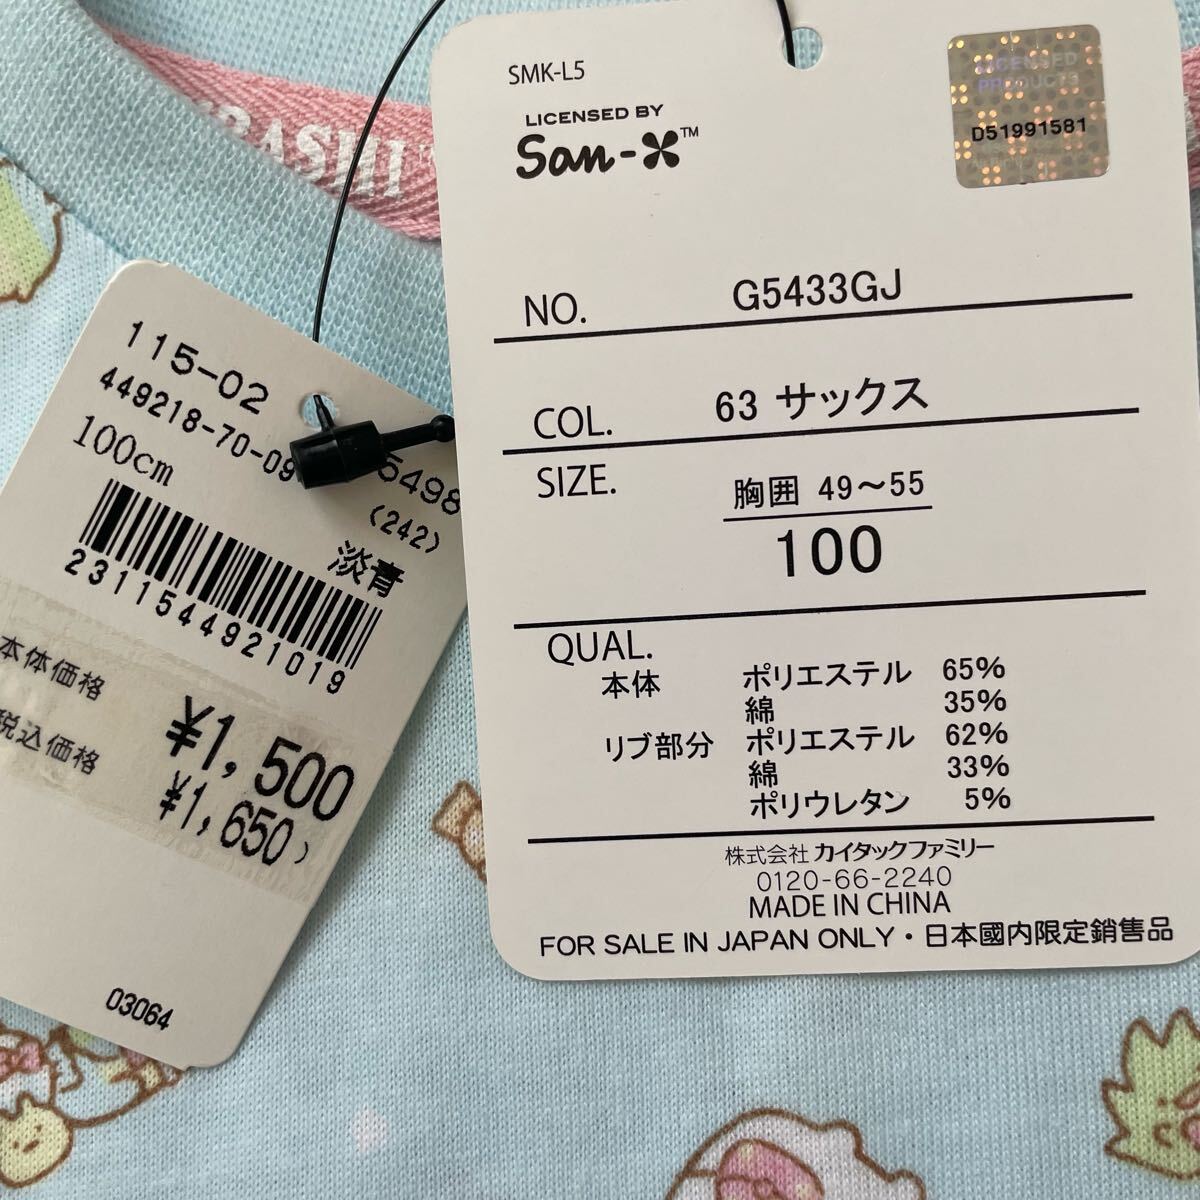 115-02
449218-70-09
5498
100cm
(242)
淡青
2311544921019
本体価格
¥1,500
税込価格
¥1,650)
03064
SMK-L5
LICENSED BY
San-X™
LICENSED
PRODUCTS
D51991581
NO. G5433GJ
COL. 63 サックス
SIZE. 胸囲 49～55
100
QUAL.
本体 ポリエステル 65%
綿 35%
リブ部分 ポリエステル 62%
綿 33%
ポリウレタン 5%
株式会社 カイタックファミリー
0120-66-2240
MADE IN CHINA
FOR SALE IN JAPAN ONLY・日本國内限定銷售品